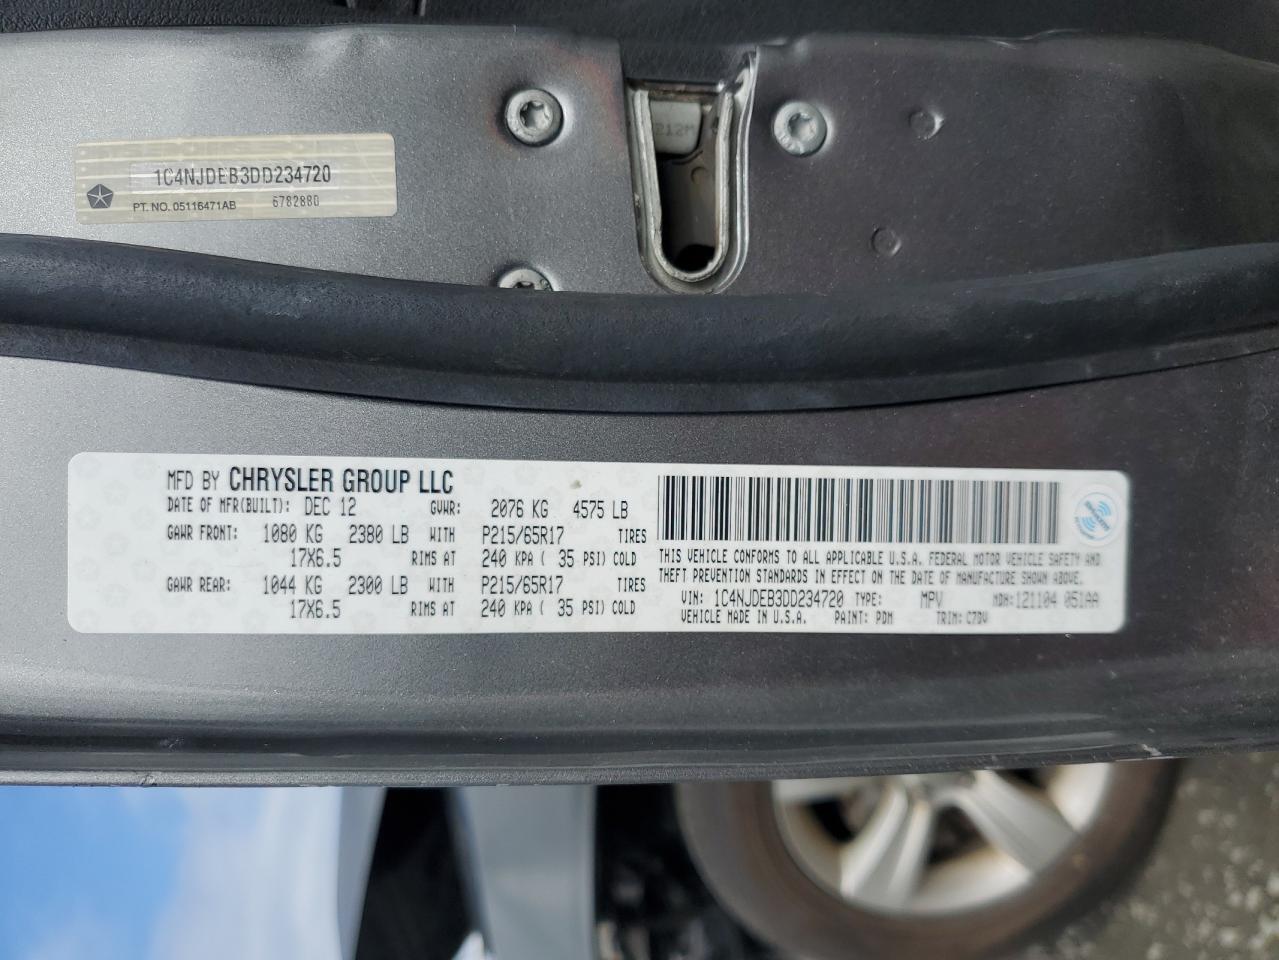 212M
1C4NJDEB3DD234720
PT. NO. 05116471AB 6782880
MFD BY CHRYSLER GROUP LLC
DATE OF MFR(BUILT): DEC 12 GVWR: 2076 KG 4575 LB
GAWR FRONT: 1080 KG 2380 LB WITH P215/65R17 TIRES
17X6.5 RIMS AT 240 KPA ( 35 PSI) COLD
GAWR REAR: 1044 KG 2300 LB WITH P215/65R17 TIRES
17X6.5 RIMS AT 240 KPA ( 35 PSI) COLD
THIS VEHICLE CONFORMS TO ALL APPLICABLE U.S.A. FEDERAL MOTOR VEHICLE SAFETY AND
THEFT PREVENTION STANDARDS IN EFFECT ON THE DATE OF MANUFACTURE SHOWN ABOVE.
VIN: 1C4NJDEB3DD234720 TYPE: MPV MDH:121104 051AA
VEHICLE MADE IN U.S.A. PAINT: PDM TRIM: C7DV